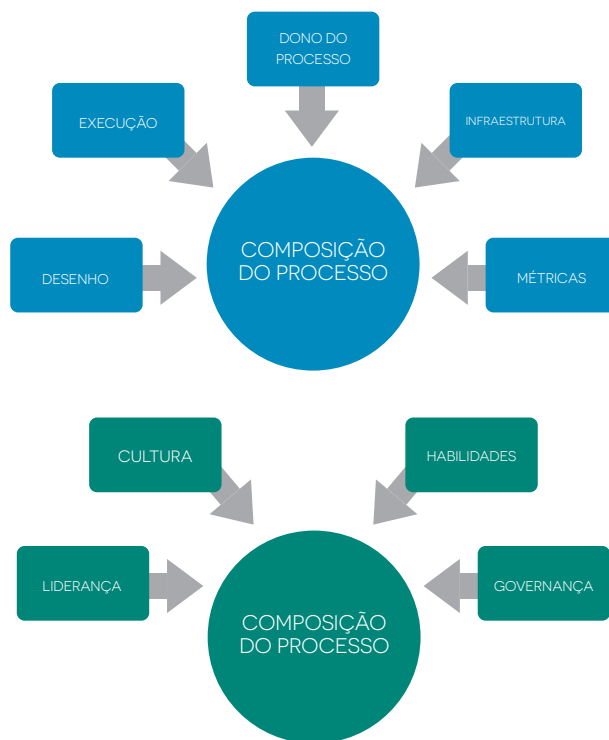 DONO DO
PROCESSO
EXECUÇÃO
INFRAESTRUTURA
COMPOSIÇÃO
DO PROCESSO
DESENHO
MÉTRICAS
CULTURA
HABILIDADES
LIDERANÇA
GOVERNANÇA
COMPOSIÇÃO
DO PROCESSO